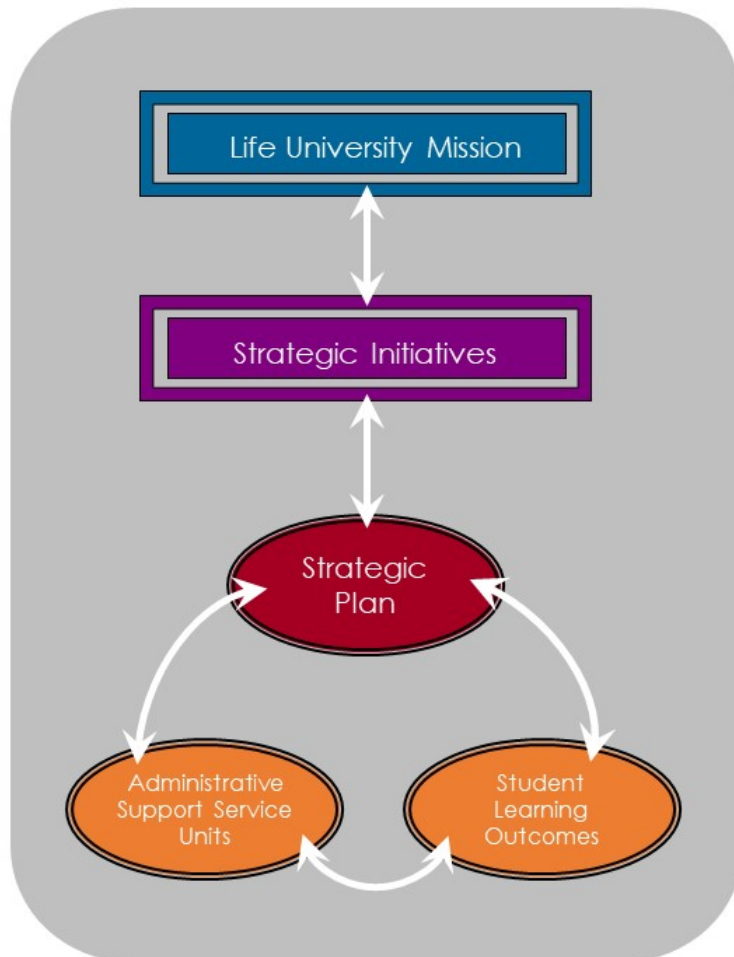 Life University Mission
Strategic Initiatives
Strategic
Plan
Administrative
Support Service
Units
Student
Learning
Outcomes